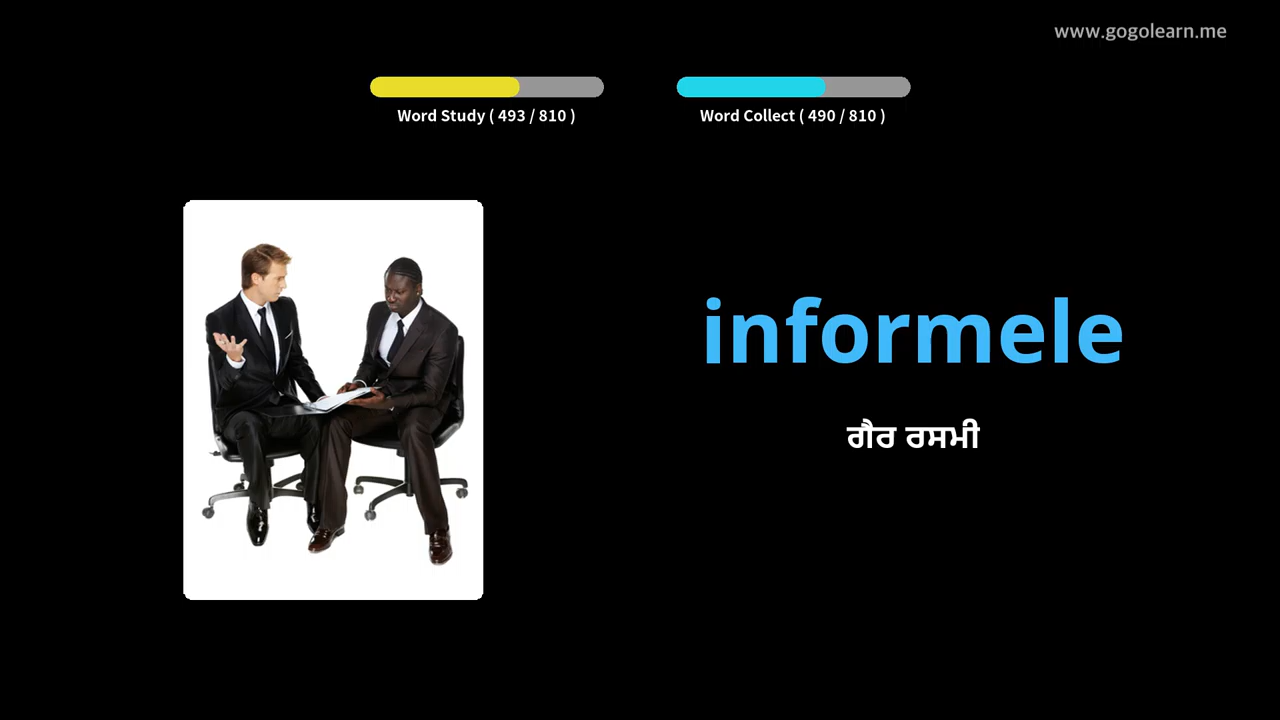 www.gogolearn.me
Word Study ( 493 / 810 )
Word Collect ( 490 / 810 )
informele
ਗੈਰ ਰਸਮੀ